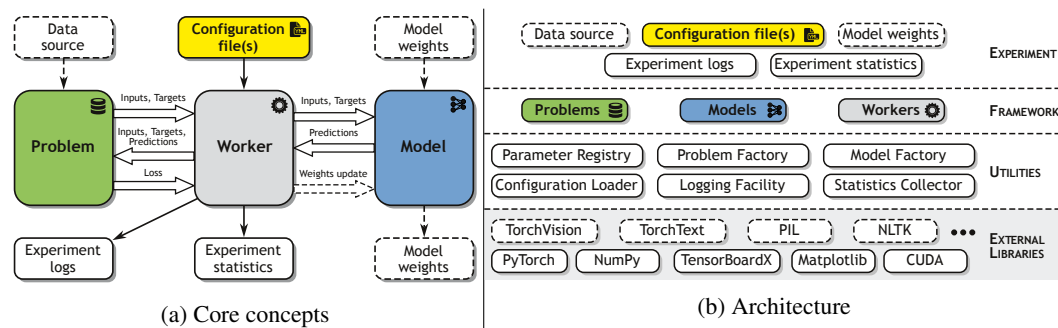 Data
source
Configuration
file(s)
YML
Model
weights
Inputs, Targets
Inputs, Targets
Problem
Inputs, Targets,
Predictions
Worker
Predictions
Model
Loss
Weights update
Experiment
logs
Experiment
statistics
Model
weights
(a) Core concepts
Data source
Configuration file(s)
YML
Model weights
Experiment logs
Experiment statistics
EXPERIMENT
Problems
Models
Workers
FRAMEWORK
Parameter Registry
Problem Factory
Model Factory
Configuration Loader
Logging Facility
Statistics Collector
UTILITIES
TorchVision
TorchText
PIL
NLTK
•••
PyTorch
NumPy
TensorBoardX
Matplotlib
CUDA
EXTERNAL
LIBRARIES
(b) Architecture